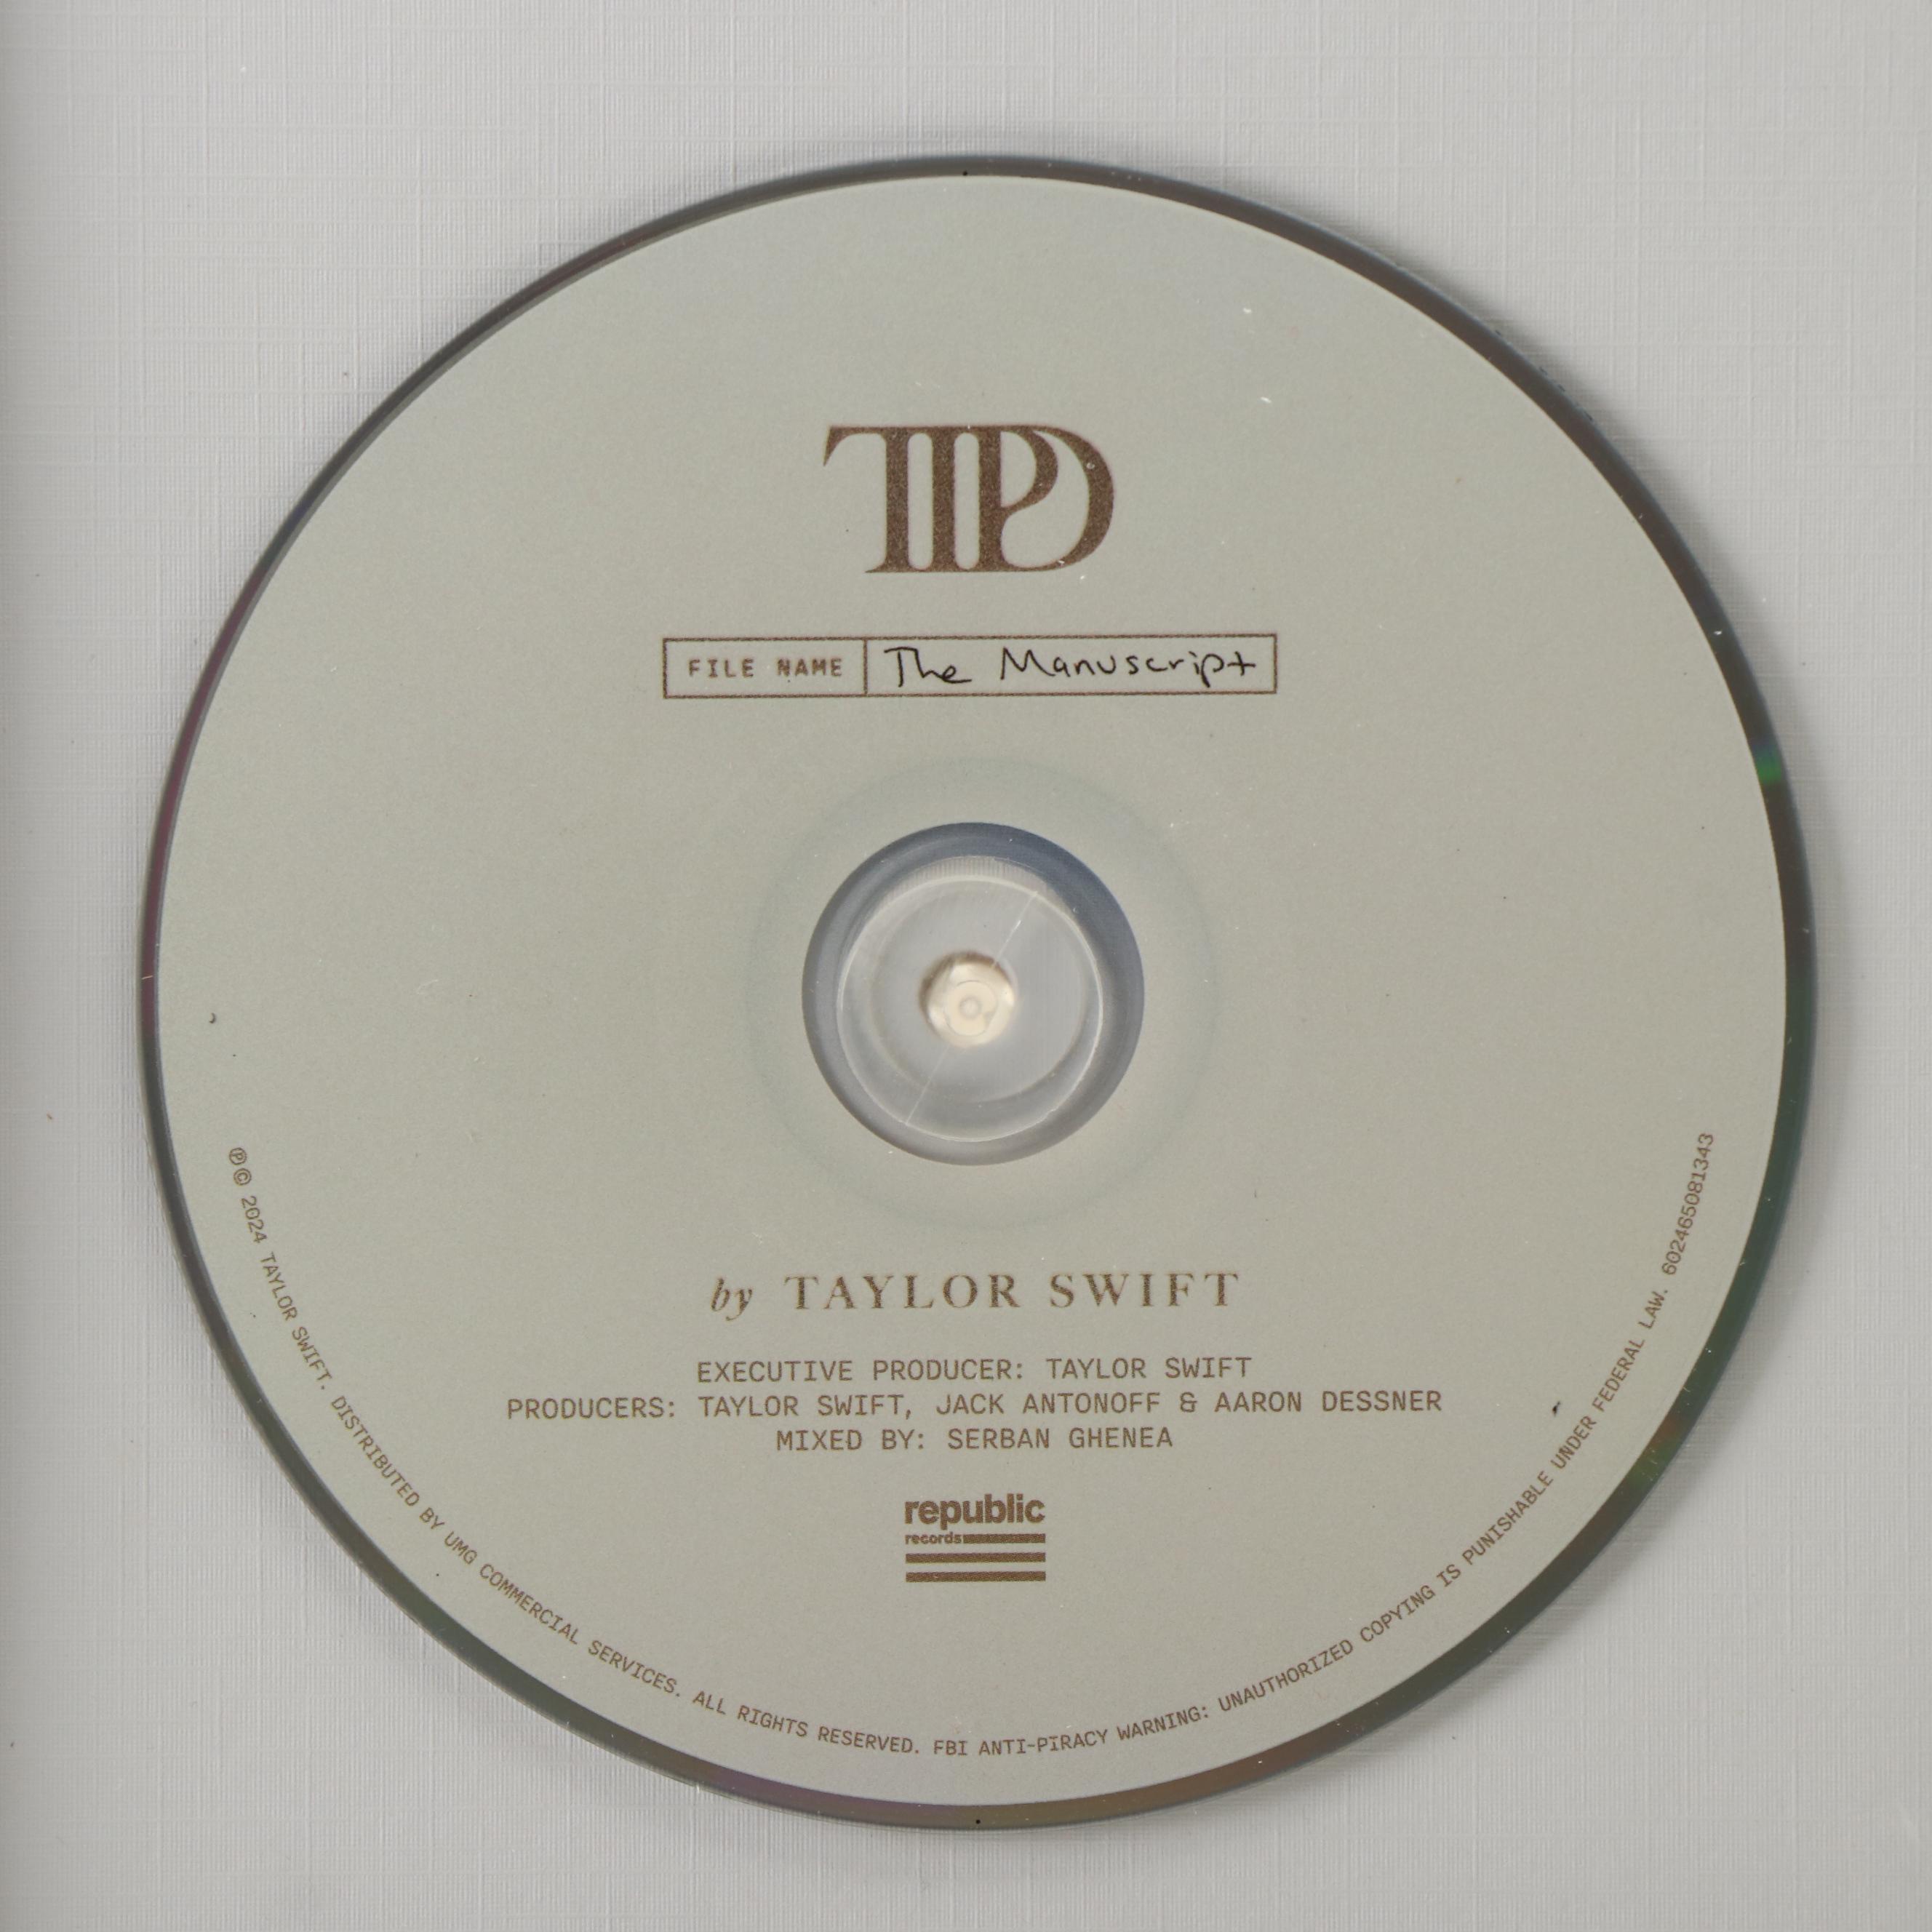 TTPD
FILE NAME The Manuscript
by TAYLOR SWIFT
EXECUTIVE PRODUCER: TAYLOR SWIFT
PRODUCERS: TAYLOR SWIFT, JACK ANTONOFF & AARON DESSNER
MIXED BY: SERBAN GHENEA
republic
records
℗© 2024 TAYLOR SWIFT. DISTRIBUTED BY UMG COMMERCIAL SERVICES. ALL RIGHTS RESERVED. FBI ANTI-PIRACY WARNING: UNAUTHORIZED COPYING IS PUNISHABLE UNDER FEDERAL LAW. 602465081343